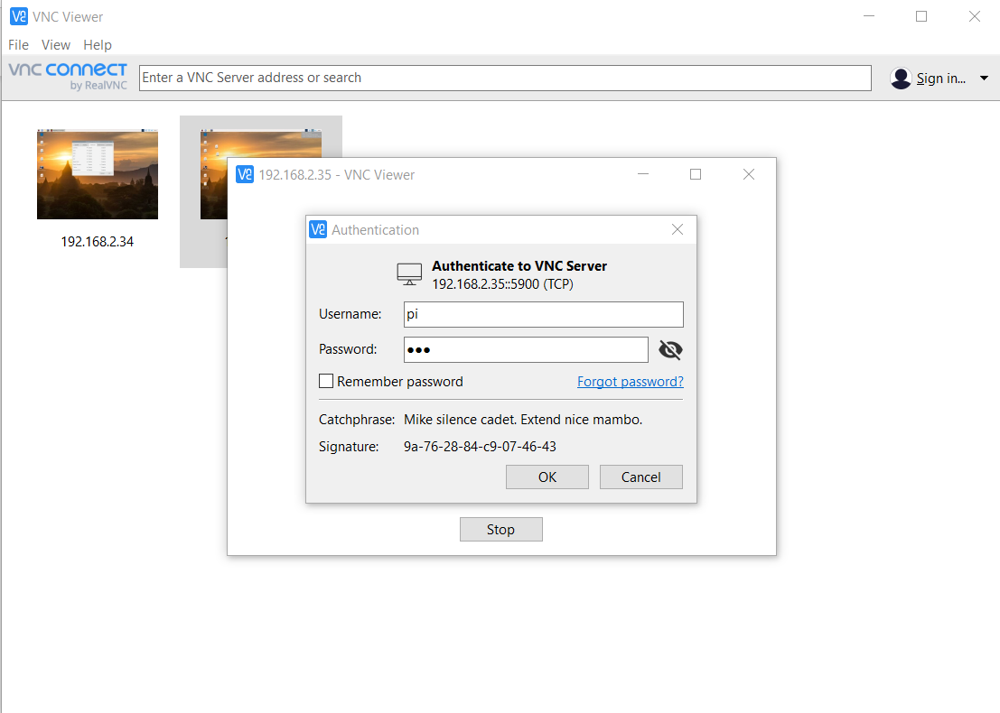 VNC Viewer
File View Help
vnc connect
by RealVNC
Enter a VNC Server address or search
Sign in...
192.168.2.34
192.168.2.35 - VNC Viewer
Authentication
Authenticate to VNC Server
192.168.2.35::5900 (TCP)
Username: pi
Password: ●●●
Remember password Forgot password?
Catchphrase: Mike silence cadet. Extend nice mambo.
Signature: 9a-76-28-84-c9-07-46-43
OK Cancel
Stop